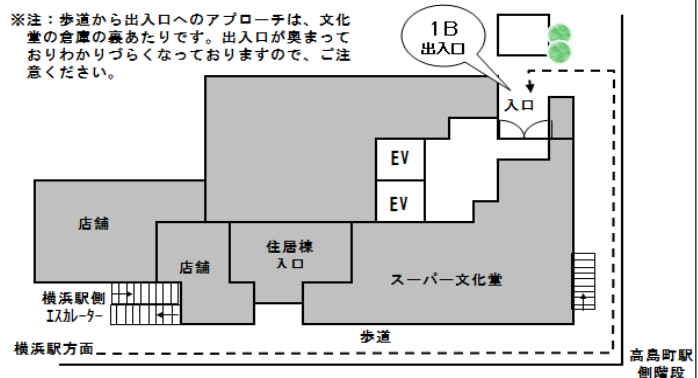 ※注：歩道から出入口へのアプローチは、文化
堂の倉庫の裏あたりです。出入口が奥まって
おりわかりづらくなっておりますので、ご注
意ください。
1B
出入口
入口
EV
EV
店舗
店舗
住居棟
入口
スーパー文化堂
横浜駅側
ｴｽｶﾚｰﾀｰ
歩道
横浜駅方面
高島町駅
側階段